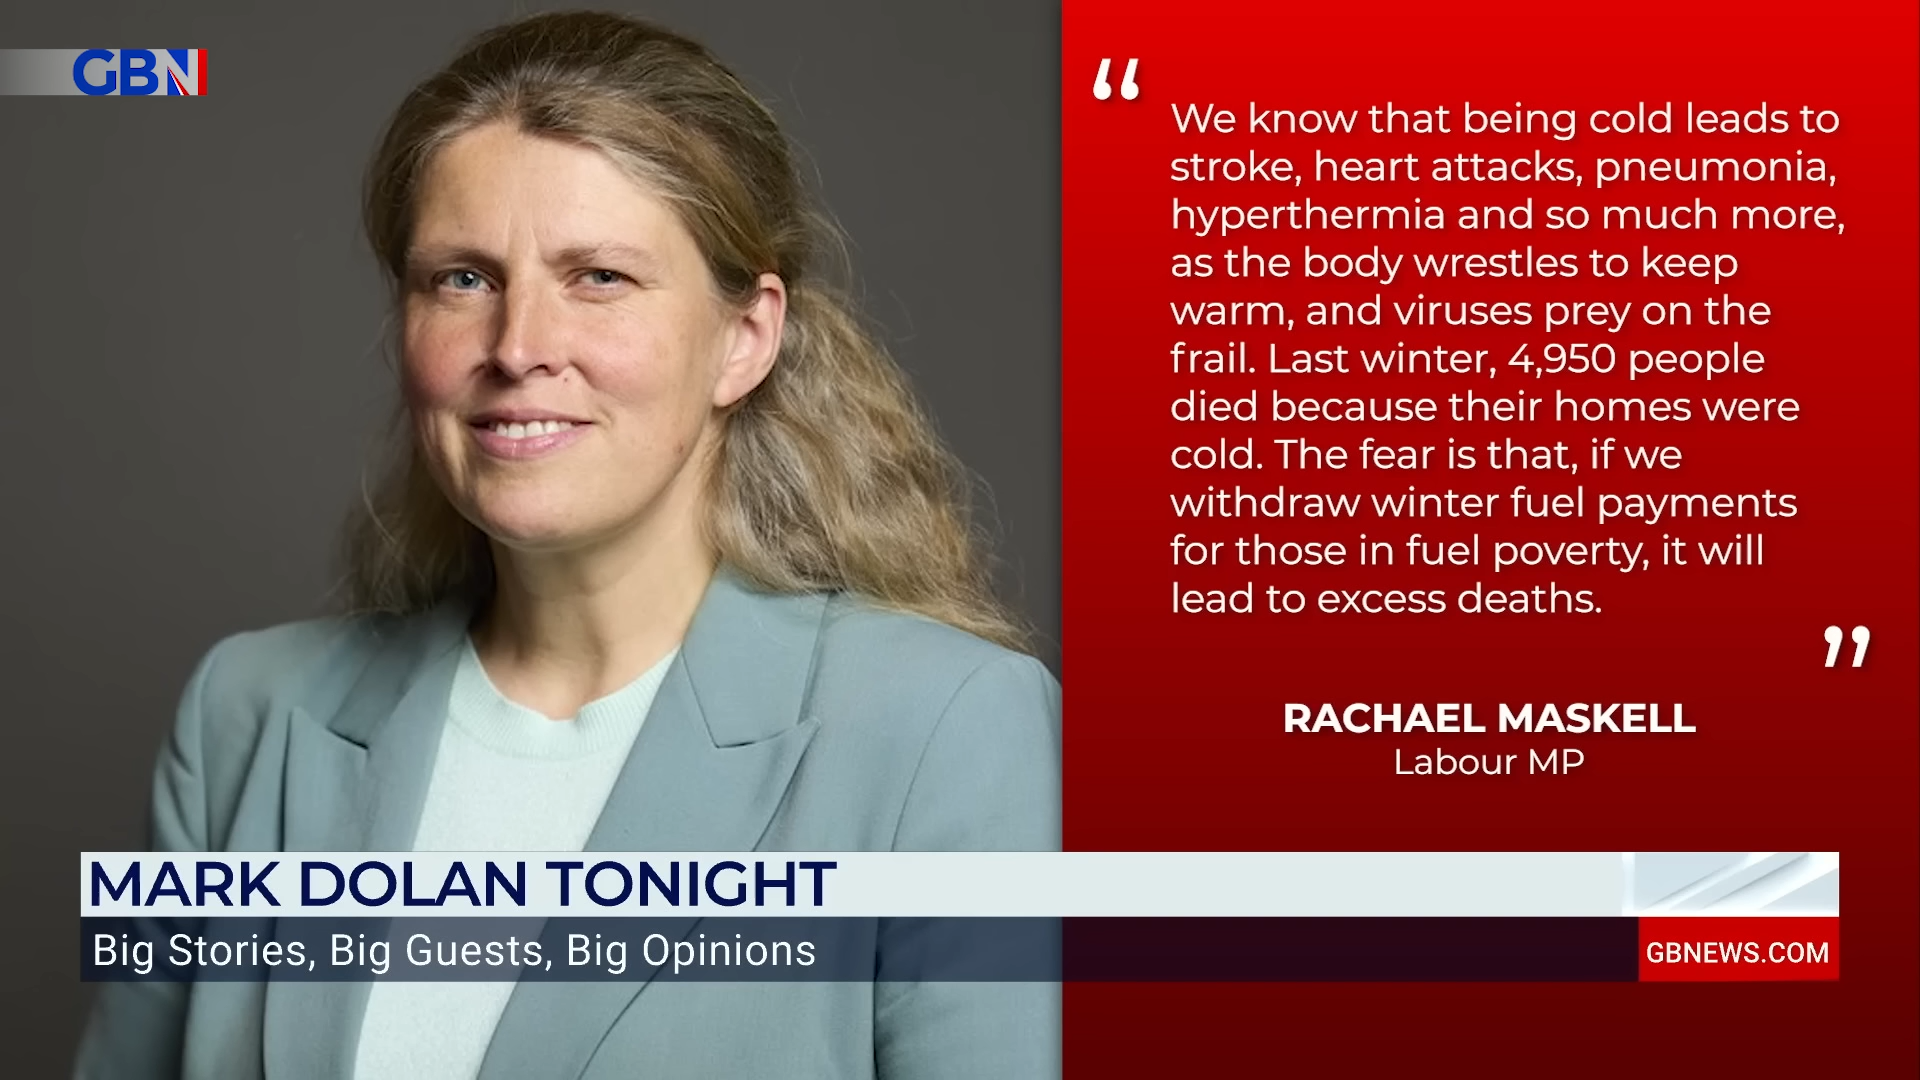 GBN
“
We know that being cold leads to
stroke, heart attacks, pneumonia,
hyperthermia and so much more,
as the body wrestles to keep
warm, and viruses prey on the
frail. Last winter, 4,950 people
died because their homes were
cold. The fear is that, if we
withdraw winter fuel payments
for those in fuel poverty, it will
lead to excess deaths.
”
RACHAEL MASKELL
Labour MP
MARK DOLAN TONIGHT
Big Stories, Big Guests, Big Opinions
GBNEWS.COM